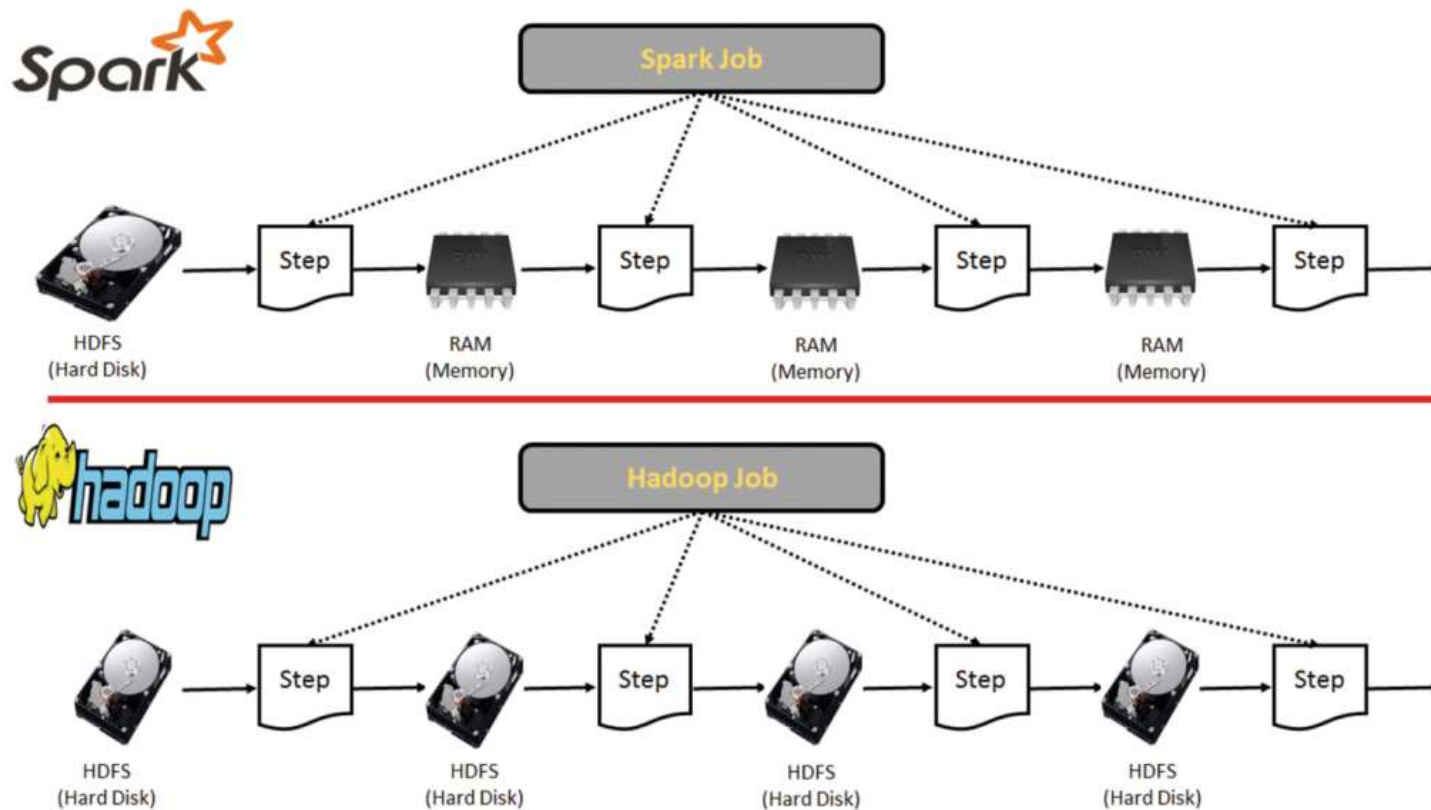 Spark
Spark Job
Step
Step
Step
Step
HDFS
(Hard Disk)
RAM
(Memory)
RAM
(Memory)
RAM
(Memory)
hadoop
Hadoop Job
Step
Step
Step
Step
HDFS
(Hard Disk)
HDFS
(Hard Disk)
HDFS
(Hard Disk)
HDFS
(Hard Disk)